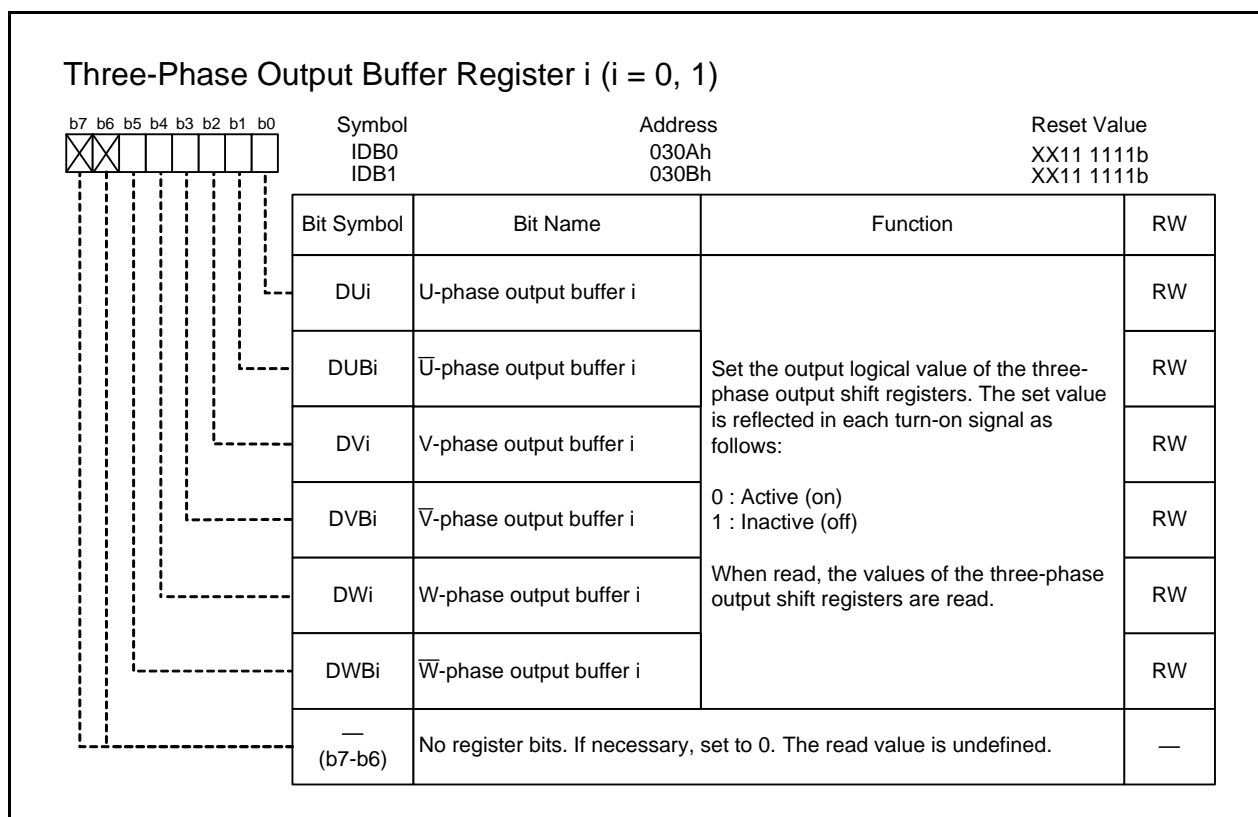 Three-Phase Output Buffer Register i (i = 0, 1)
b7 b6 b5 b4 b3 b2 b1 b0
Symbol Address Reset Value
IDB0 030Ah XX11 1111b
IDB1 030Bh XX11 1111b
Bit Symbol Bit Name Function RW
DUi U-phase output buffer i RW
DUBi U̅-phase output buffer i RW
DVi V-phase output buffer i RW
DVBi V̅-phase output buffer i RW
DWi W-phase output buffer i RW
DWBi W̅-phase output buffer i RW
Set the output logical value of the three-
phase output shift registers. The set value
is reflected in each turn-on signal as
follows:
0 : Active (on)
1 : Inactive (off)
When read, the values of the three-phase
output shift registers are read.
—
(b7-b6) No register bits. If necessary, set to 0. The read value is undefined. —